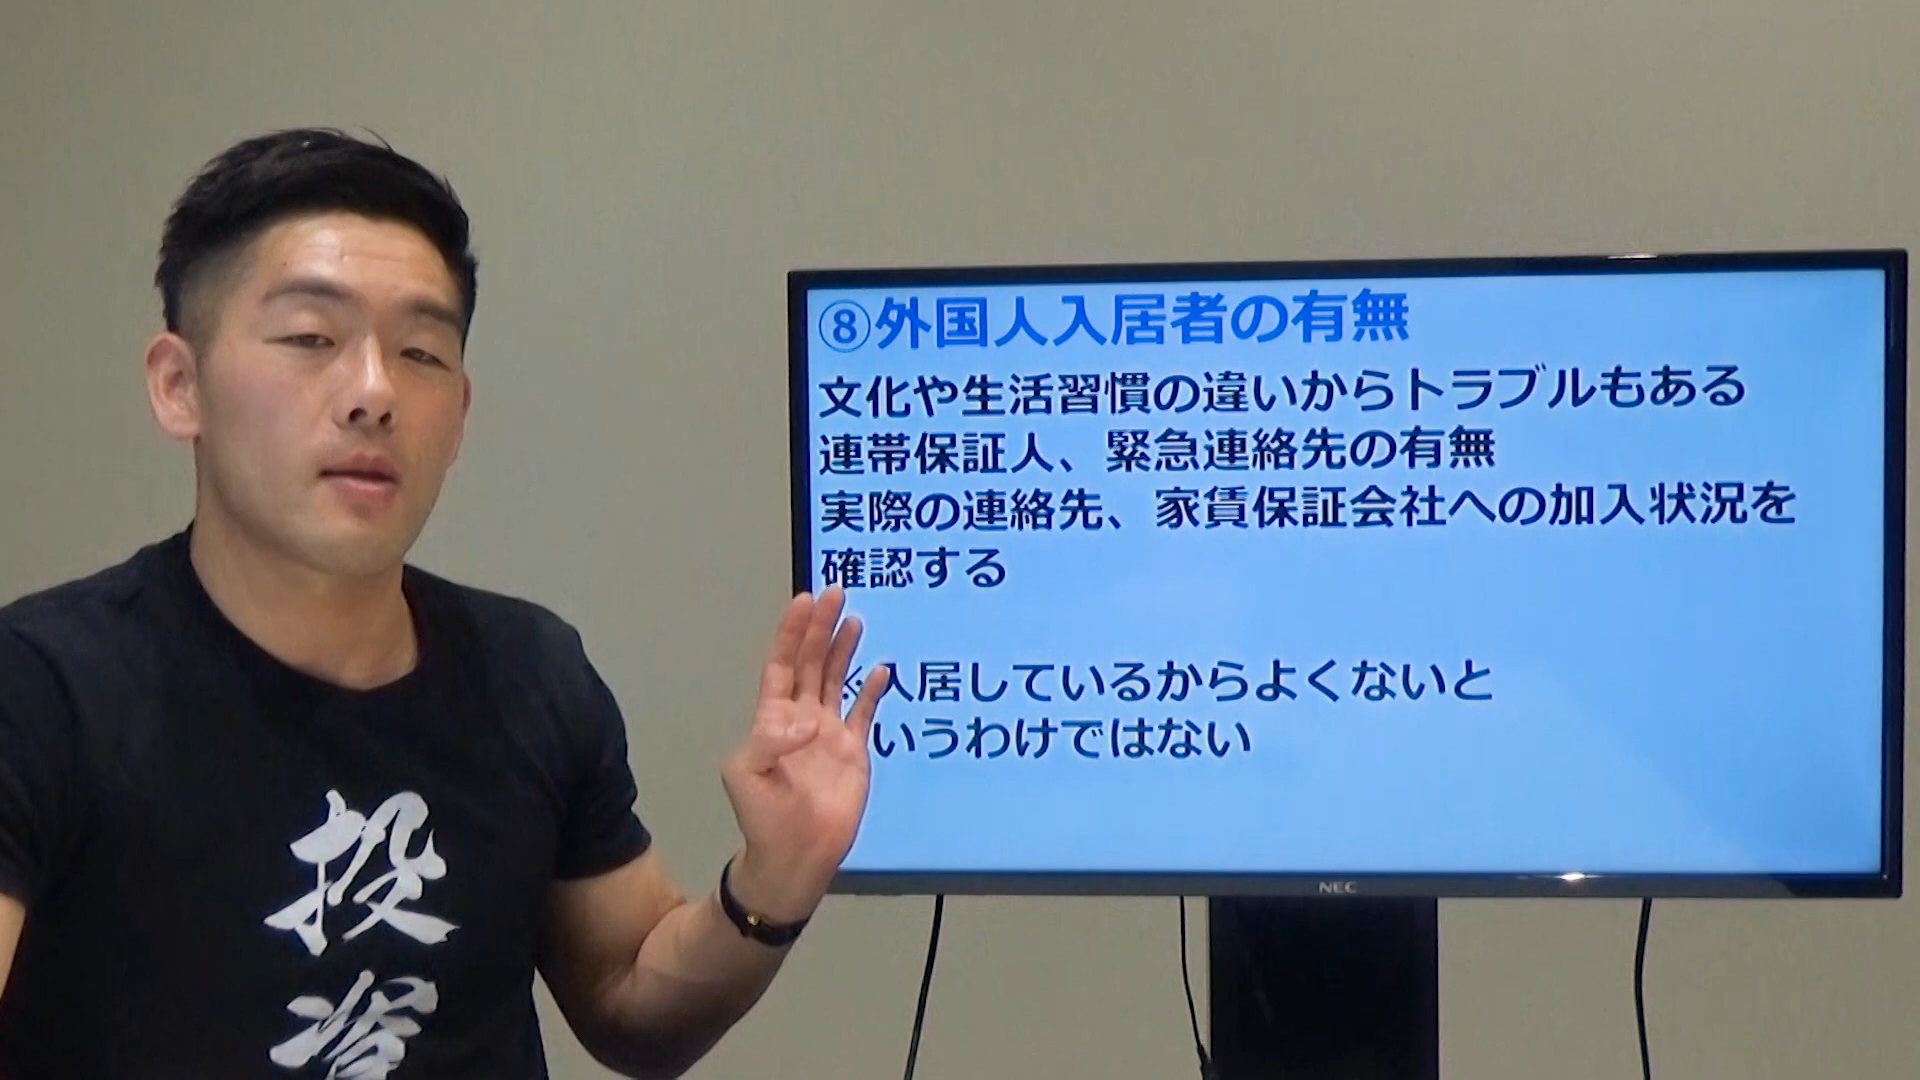 ⑧外国人入居者の有無
文化や生活習慣の違いからトラブルもある
連帯保証人、緊急連絡先の有無
実際の連絡先、家賃保証会社への加入状況を
確認する
※入居しているからよくないと
いうわけではない
NEC
投資